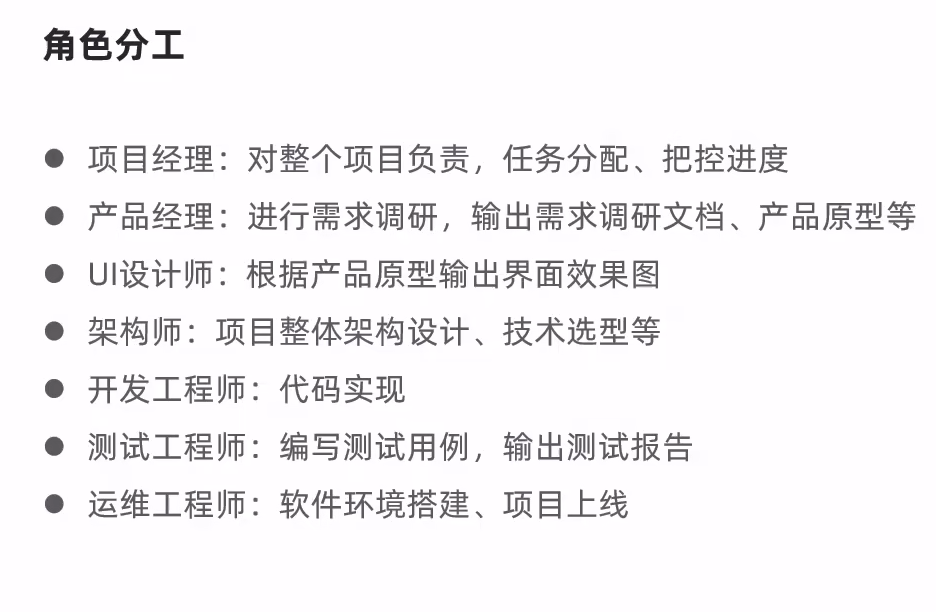 角色分工
● 项目经理：对整个项目负责，任务分配、把控进度
● 产品经理：进行需求调研，输出需求调研文档、产品原型等
● UI设计师：根据产品原型输出界面效果图
● 架构师：项目整体架构设计、技术选型等
● 开发工程师：代码实现
● 测试工程师：编写测试用例，输出测试报告
● 运维工程师：软件环境搭建、项目上线